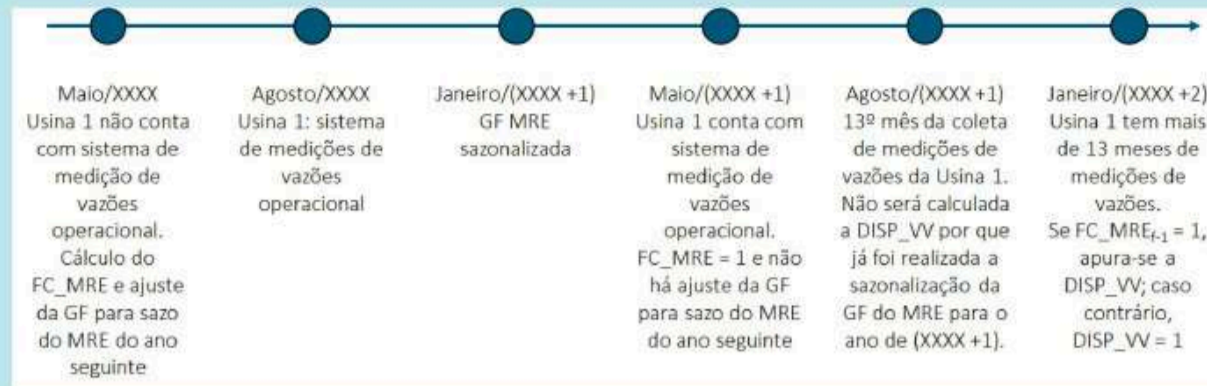 Maio/XXXX
Usina 1 não conta
com sistema de
medição de
vazões
operacional.
Cálculo do
FC_MRE e ajuste
da GF para sazo
do MRE do ano
seguinte
Agosto/XXXX
Usina 1: sistema
de medições de
vazões
operacional
Janeiro/(XXXX +1)
GF MRE
sazonalizada
Maio/(XXXX +1)
Usina 1 conta com
sistema de
medição de
vazões
operacional.
FC_MRE = 1 e não
há ajuste da GF
para sazo do MRE
do ano seguinte
Agosto/(XXXX +1)
13º mês da coleta
de medições de
vazões da Usina 1.
Não será calculada
a DISP_VV por que
já foi realizada a
sazonalização da
GF do MRE para o
ano de (XXXX +1).
Janeiro/(XXXX +2)
Usina 1 tem mais
de 13 meses de
medições de
vazões.
Se FC_MREf-1 = 1,
apura-se a
DISP_VV; caso
contrário,
DISP_VV = 1